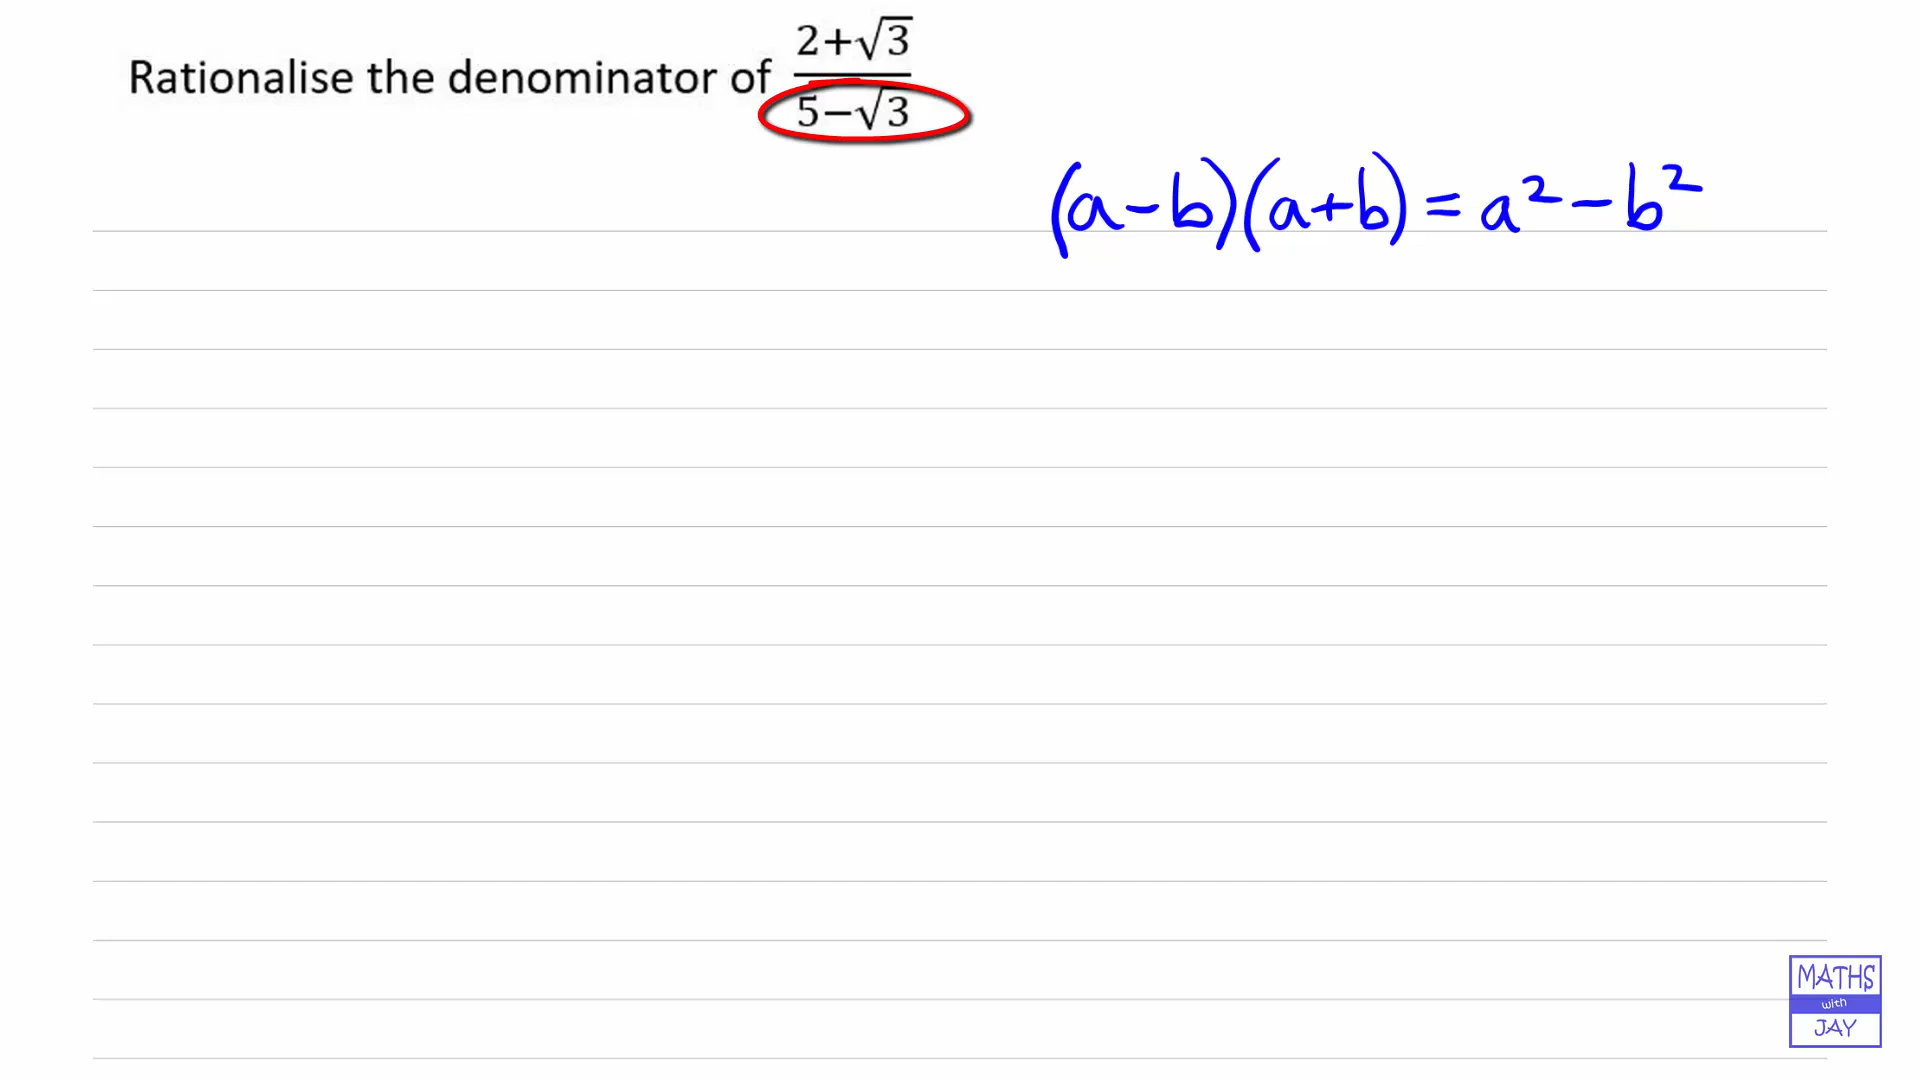 Rationalise the denominator of (2+√3)/(5−√3)
(a-b)(a+b) = a² - b²
MATHS
with
JAY